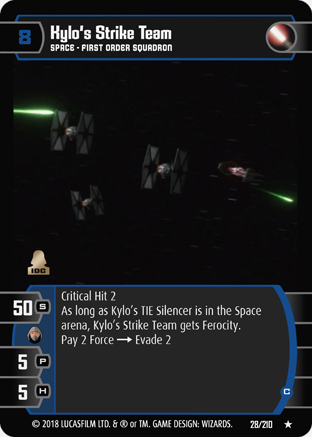 8
Kylo's Strike Team
SPACE - FIRST ORDER SQUADRON
IDC
50 S
5 P
5 H
Critical Hit 2
As long as Kylo's TIE Silencer is in the Space
arena, Kylo's Strike Team gets Ferocity.
Pay 2 Force → Evade 2
C
© 2018 LUCASFILM LTD. & ® or TM. GAME DESIGN: WIZARDS. 28/210 ★